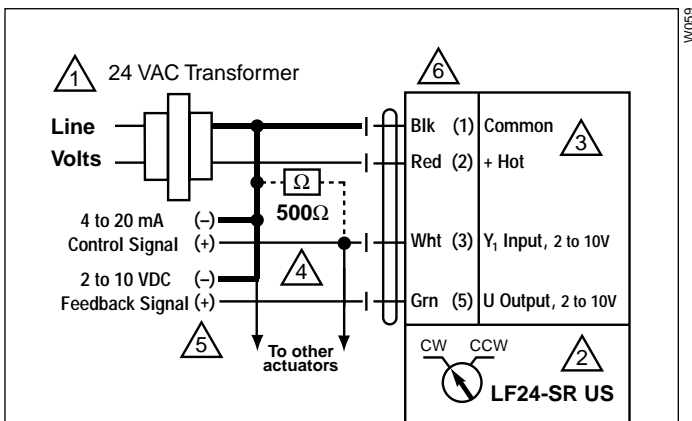 W059
1 24 VAC Transformer
6
Line
Volts
Blk (1) Common
3
Red (2) + Hot
Ω
500Ω
4 to 20 mA (–)
Control Signal (+)
Wht (3) Y1 Input, 2 to 10V
4
2 to 10 VDC (–)
Feedback Signal (+)
Grn (5) U Output, 2 to 10V
5
To other
actuators
CW CCW
2
LF24-SR US